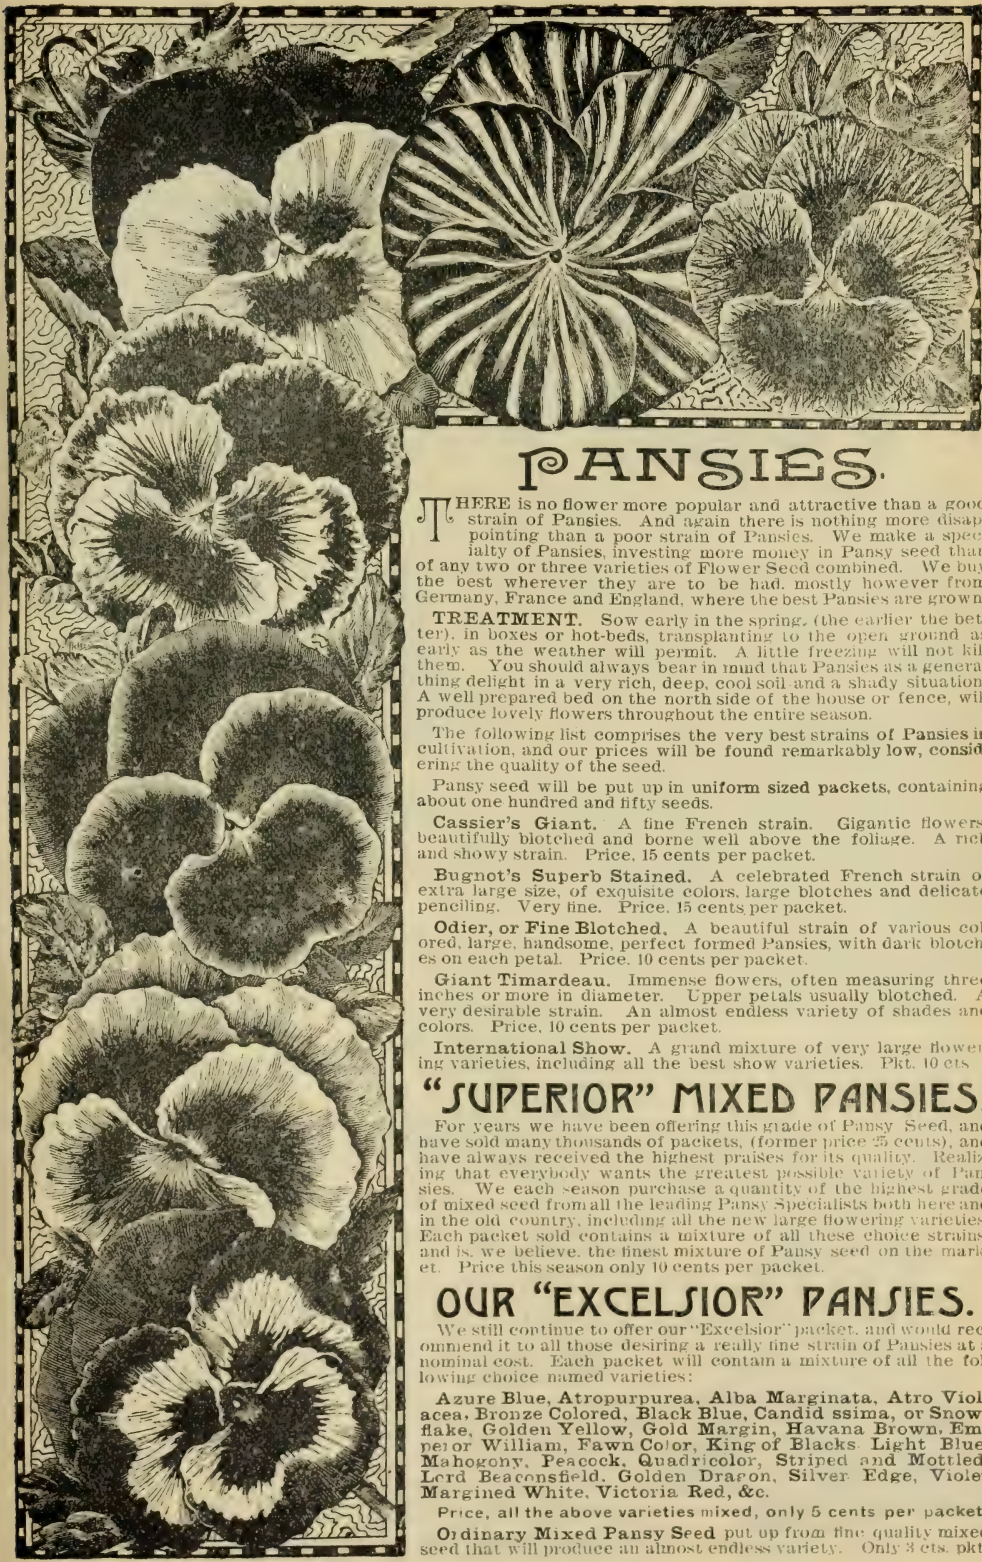 PANSIES.
THERE is no flower more popular and attractive than a good
strain of Pansies. And again there is nothing more disap
pointing than a poor strain of Pansies. We make a spec
ialty of Pansies, investing more money in Pansy seed than
of any two or three varieties of Flower Seed combined. We buy
the best wherever they are to be had, mostly however from
Germany, France and England, where the best Pansies are grown
TREATMENT. Sow early in the spring, (the earlier the bet
ter), in boxes or hot-beds, transplanting to the open ground as
early as the weather will permit. A little freezing will not kil
them. You should always bear in mind that Pansies as a genera
thing delight in a very rich, deep, cool soil and a shady situation
A well prepared bed on the north side of the house or fence, wil
produce lovely flowers throughout the entire season.
The following list comprises the very best strains of Pansies in
cultivation, and our prices will be found remarkably low, consid
ering the quality of the seed.
Pansy seed will be put up in uniform sized packets, containing
about one hundred and fifty seeds.
Cassier's Giant. A fine French strain. Gigantic flowers
beautifully blotched and borne well above the foliage. A rich
and showy strain. Price, 15 cents per packet.
Bugnot's Superb Stained. A celebrated French strain o
extra large size, of exquisite colors, large blotches and delicate
penciling. Very fine. Price, 15 cents per packet.
Odier, or Fine Blotched. A beautiful strain of various col
ored, large, handsome, perfect formed Pansies, with dark blotch
es on each petal. Price, 10 cents per packet.
Giant Timardeau. Immense flowers, often measuring three
inches or more in diameter. Upper petals usually blotched. A
very desirable strain. An almost endless variety of shades and
colors. Price, 10 cents per packet.
International Show. A grand mixture of very large flower
ing varieties, including all the best show varieties. Pkt. 10 cts
"SUPERIOR" MIXED PANSIES.
For years we have been offering this grade of Pansy Seed, and
have sold many thousands of packets, (former price 25 cents), and
have always received the highest praises for its quality. Realiz
ing that everybody wants the greatest possible variety of Pan
sies. We each season purchase a quantity of the highest grade
of mixed seed from all the leading Pansy Specialists both here and
in the old country, including all the new large flowering varieties
Each packet sold contains a mixture of all these choice strains
and is, we believe, the finest mixture of Pansy seed on the mark
et. Price this season only 10 cents per packet.
OUR "EXCELSIOR" PANSIES.
We still continue to offer our "Excelsior" packet, and would rec
ommend it to all those desiring a really fine strain of Pansies at
nominal cost. Each packet will contain a mixture of all the fol
lowing choice named varieties:
Azure Blue, Atropurpurea, Alba Marginata, Atro Viol
acea, Bronze Colored, Black Blue, Candid ssima, or Snow
flake, Golden Yellow, Gold Margin, Havana Brown, Em
peror William, Fawn Color, King of Blacks Light Blue
Mahogony, Peacock, Quadricolor, Striped and Mottled
Lord Beaconsfield, Golden Dragon, Silver Edge, Viole
Margined White, Victoria Red, &c.
Price, all the above varieties mixed, only 5 cents per packet
Ordinary Mixed Pansy Seed put up from fine quality mixed
seed that will produce an almost endless variety. Only 3 cts. pkt